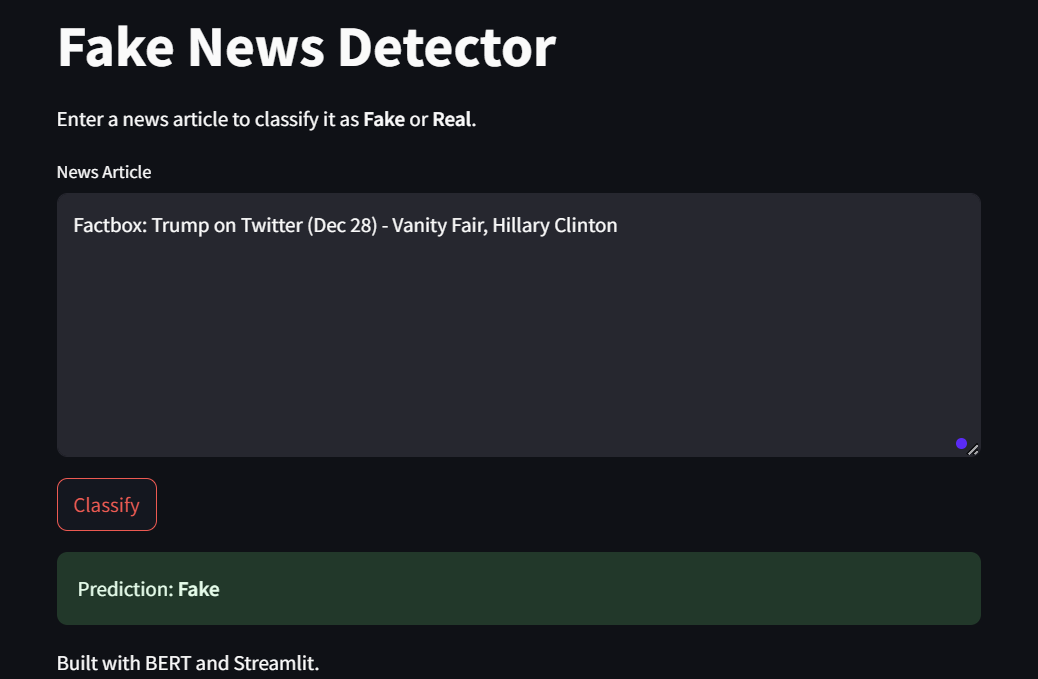 Fake News Detector
Enter a news article to classify it as Fake or Real.
News Article
Factbox: Trump on Twitter (Dec 28) - Vanity Fair, Hillary Clinton
Classify
Prediction: Fake
Built with BERT and Streamlit.